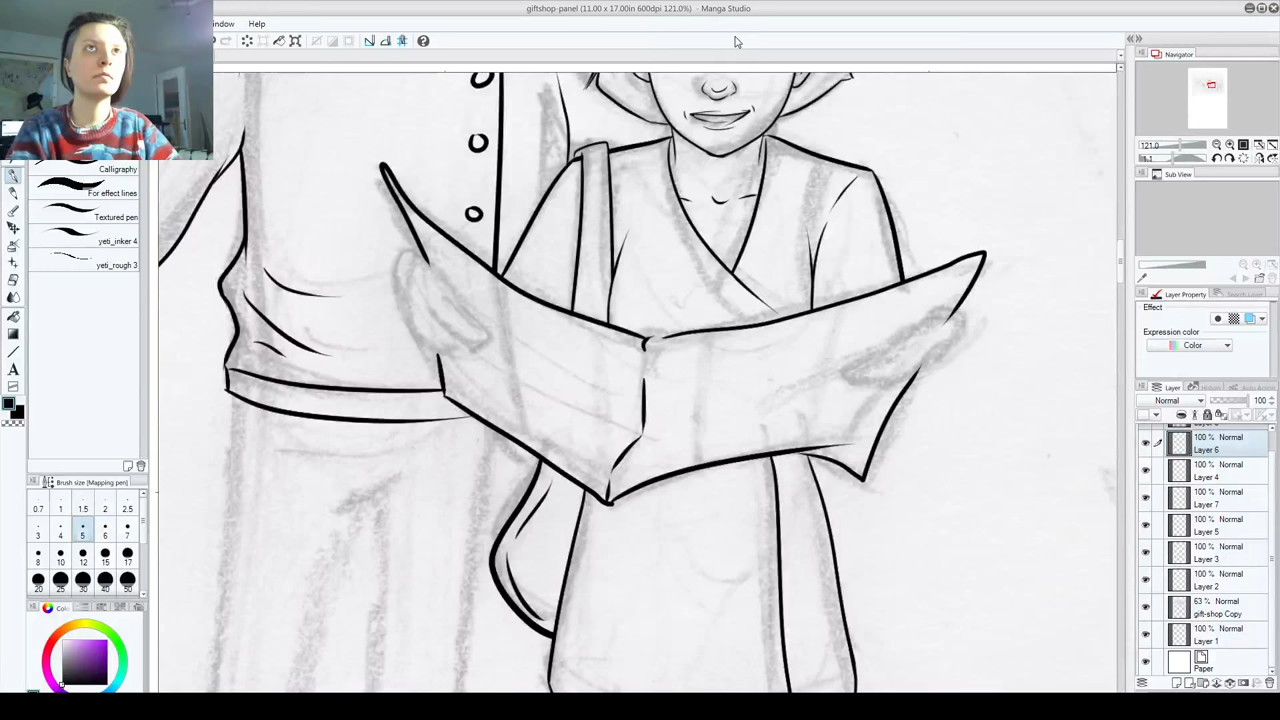 giftshop-panel (11.00 x 17.00in 600dpi 121.0%) - Manga Studio
indow Help
Navigator
121.0
Sub View
Calligraphy
For effect lines
Textured pen
yeti_inker 4
yeti_rough 3
Layer Property
Effect
Expression color
Color
Layer
Normal 100
100 % Normal
Layer 6
100 % Normal
Layer 4
100 % Normal
Layer 7
100 % Normal
Layer 5
100 % Normal
Layer 3
100 % Normal
Layer 2
63 % Normal
gift-shop Copy
100 % Normal
Layer 1
Paper
Brush size [Mapping pen]
0.7 1 1.5 2 2.5
3 4 5 6 7
8 10 12 15 17
20 25 30 40 50